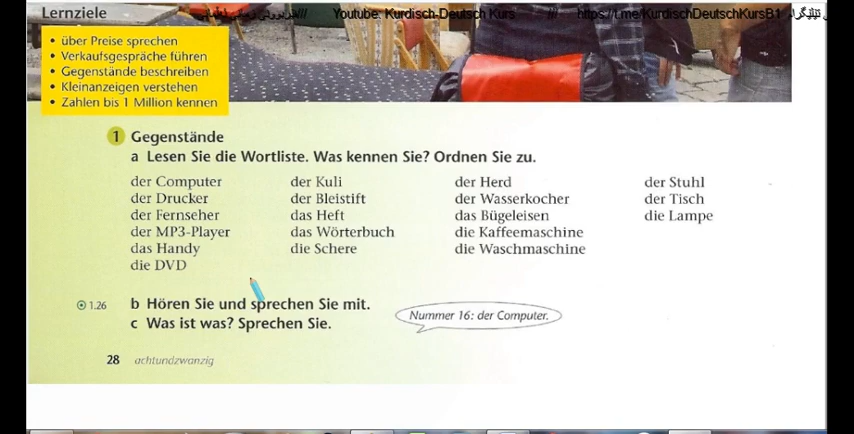 Lernziele
Youtube: Kurdisch-Deutsch Kurs /// https://t.me/KurdischDeutschKursB1
• über Preise sprechen
• Verkaufsgespräche führen
• Gegenstände beschreiben
• Kleinanzeigen verstehen
• Zahlen bis 1 Million kennen
1 Gegenstände
a Lesen Sie die Wortliste. Was kennen Sie? Ordnen Sie zu.
der Computer der Kuli der Herd der Stuhl
der Drucker der Bleistift der Wasserkocher der Tisch
der Fernseher das Heft das Bügeleisen die Lampe
der MP3-Player das Wörterbuch die Kaffeemaschine
das Handy die Schere die Waschmaschine
die DVD
1.26 b Hören Sie und sprechen Sie mit.
c Was ist was? Sprechen Sie.
Nummer 16: der Computer.
28 achtundzwanzig